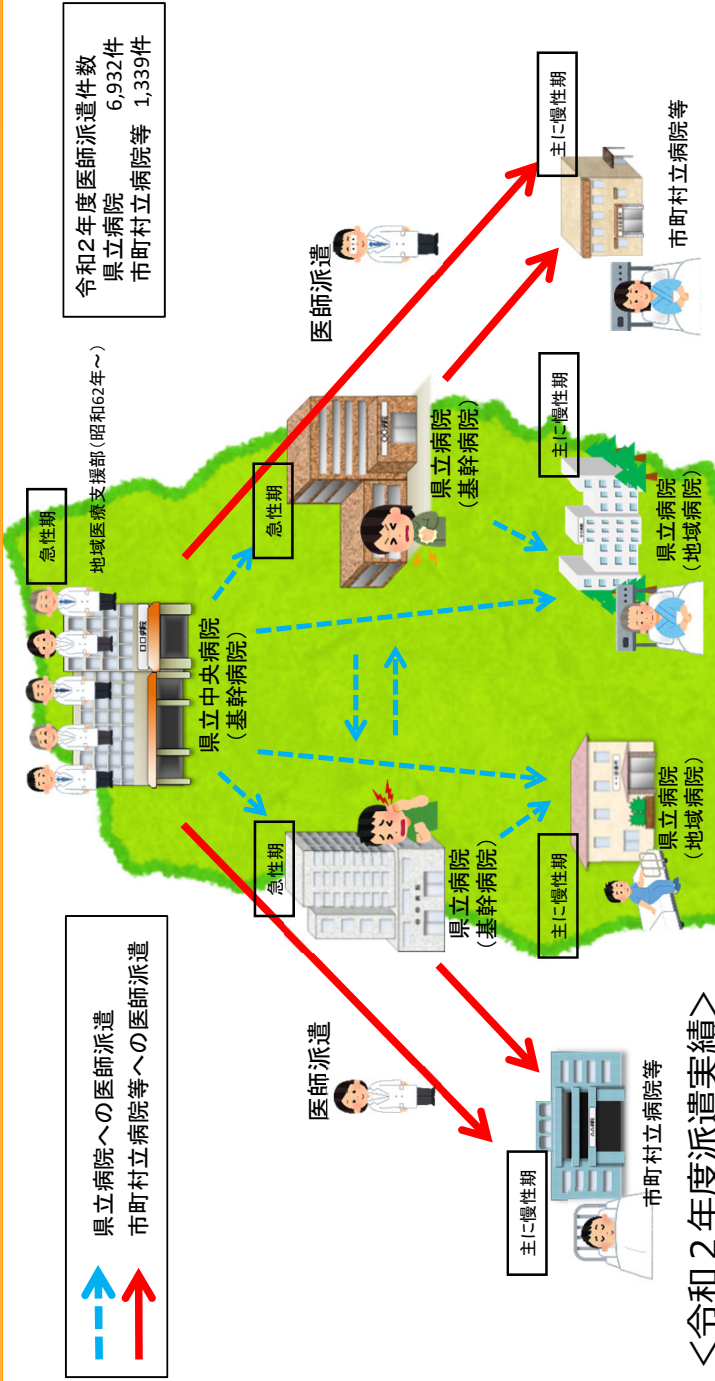 県立病院への医師派遣
市町村立病院等への医師派遣
令和2年度医師派遣件数
県立病院 6,932件
市町村立病院等 1,339件
急性期
地域医療支援部(昭和62年~)
県立中央病院
(基幹病院)
医師派遣
急性期
県立病院
(基幹病院)
急性期
県立病院
(基幹病院)
医師派遣
主に慢性期
市町村立病院等
主に慢性期
県立病院
(地域病院)
主に慢性期
県立病院
(地域病院)
主に慢性期
市町村立病院等
<令和2年度派遣実績>